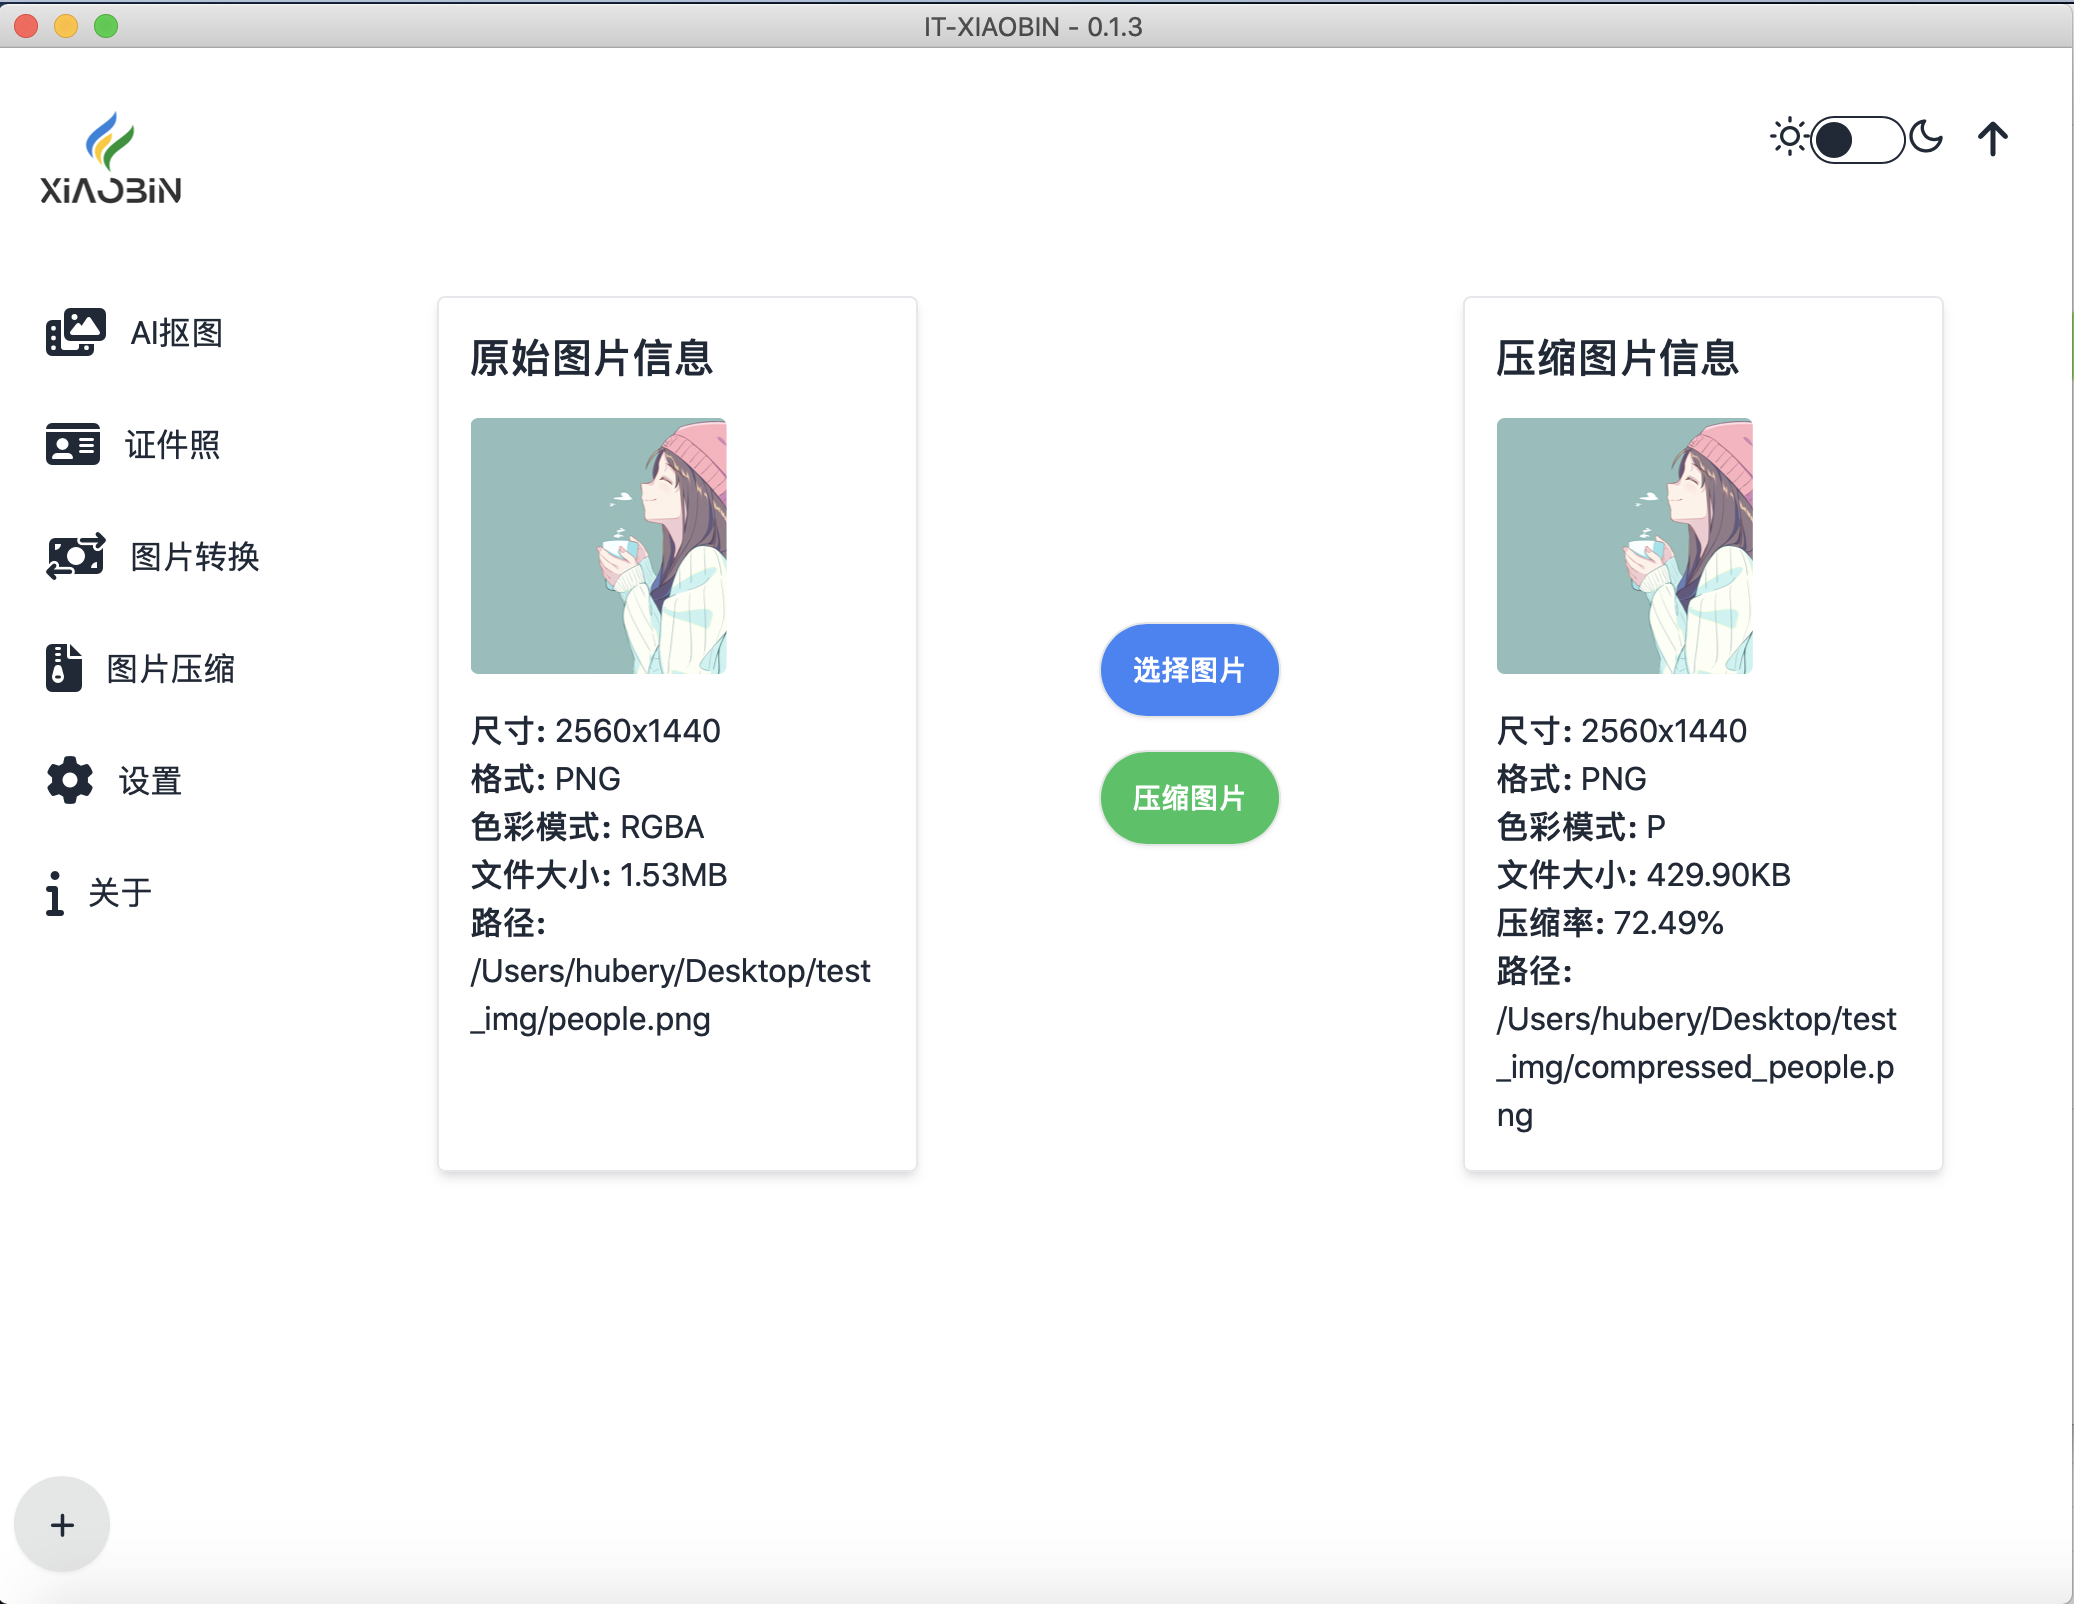 IT-XIAOBIN - 0.1.3
XiAOBiN
AI抠图
证件照
图片转换
图片压缩
设置
关于
原始图片信息
尺寸: 2560x1440
格式: PNG
色彩模式: RGBA
文件大小: 1.53MB
路径:
/Users/hubery/Desktop/test
_img/people.png
选择图片
压缩图片
压缩图片信息
尺寸: 2560x1440
格式: PNG
色彩模式: P
文件大小: 429.90KB
压缩率: 72.49%
路径:
/Users/hubery/Desktop/test
_img/compressed_people.p
ng
+